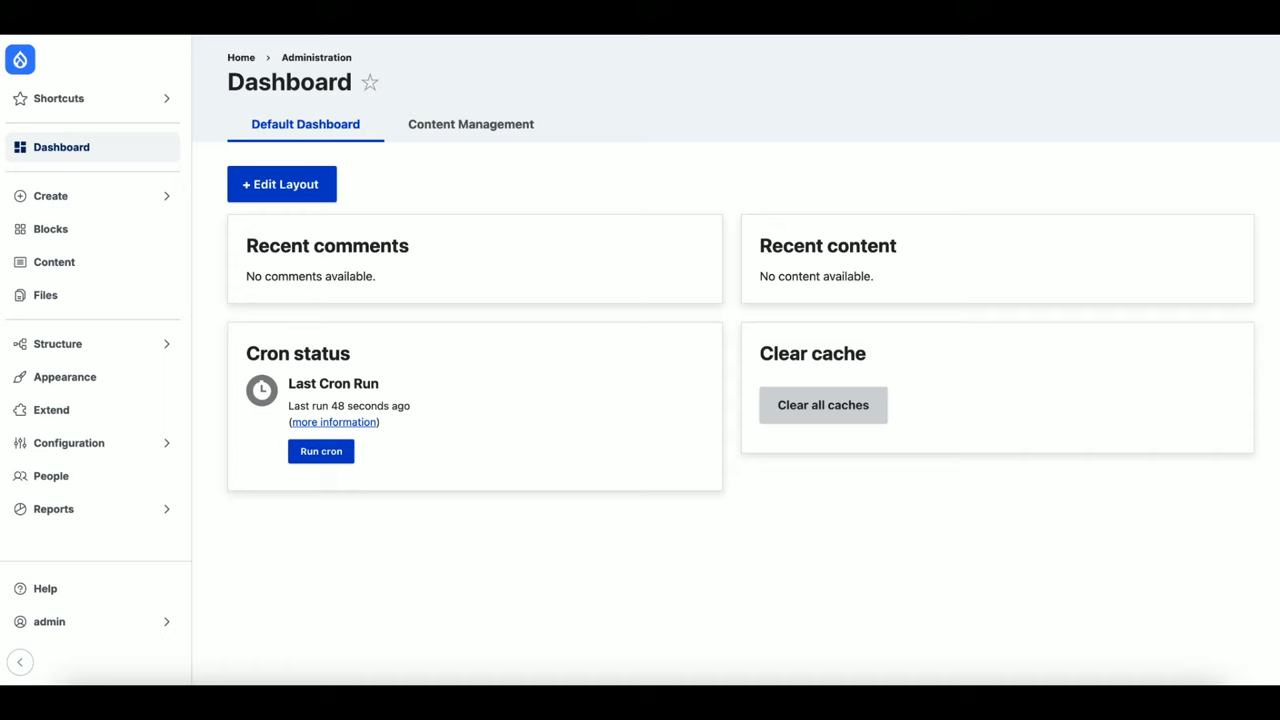 Shortcuts
Dashboard
Create
Blocks
Content
Files
Structure
Appearance
Extend
Configuration
People
Reports
Help
admin
Home › Administration
Dashboard
Default Dashboard
Content Management
+ Edit Layout
Recent comments
No comments available.
Recent content
No content available.
Cron status
Last Cron Run
Last run 48 seconds ago
(more information)
Run cron
Clear cache
Clear all caches